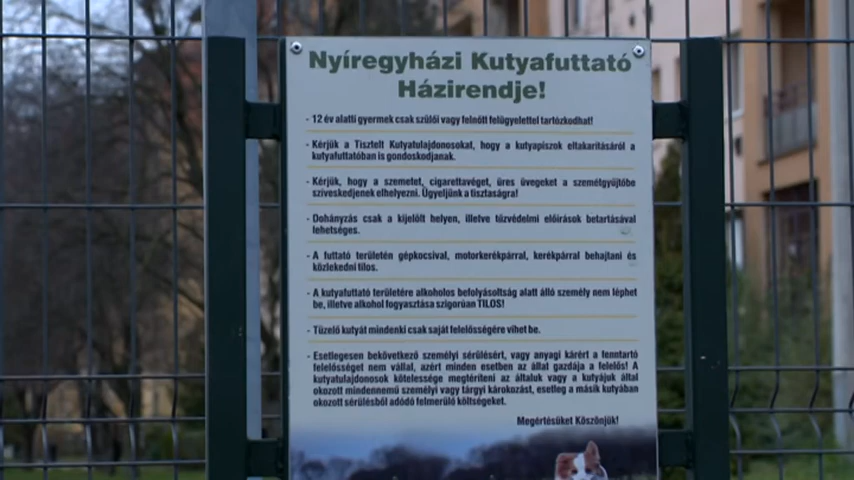 Nyíregyházi Kutyafuttató
Házirendje!
- 12 év alatti gyermek csak szülői vagy felnőtt felügyelettel tartózkodhat!
- Kérjük a Tisztelt Kutyatulajdonosokat, hogy a kutyapiszok eltakarításáról a
kutyafuttatóban is gondoskodjanak.
- Kérjük, hogy a szemetet, cigarettavéget, üres üvegeket a szemétgyűjtőbe
szíveskedjenek elhelyezni. Ügyeljünk a tisztaságra!
- Dohányzás csak a kijelölt helyen, illetve tűzvédelmi előírások betartásával
lehetséges.
- A futtató területén gépkocsival, motorkerékpárral, kerékpárral behajtani és
közlekedni tilos.
- A kutyafuttató területére alkoholos befolyásoltság alatt álló személy nem léphet
be, illetve alkohol fogyasztása szigorúan TILOS!
- Tüzelő kutyát mindenki csak saját felelősségére vihet be.
- Esetlegesen bekövetkező személyi sérülésért, vagy anyagi kárért a fenntartó
felelősséget nem vállal, azért minden esetben az állat gazdája a felelős! A
kutyatulajdonosok kötelessége megtéríteni az általuk vagy a kutyájuk által
okozott mindennemű személyi vagy tárgyi károkozást, esetleg a másik kutyában
okozott sérülésből adódó felmerülő költségeket.
Megértésüket Köszönjük!